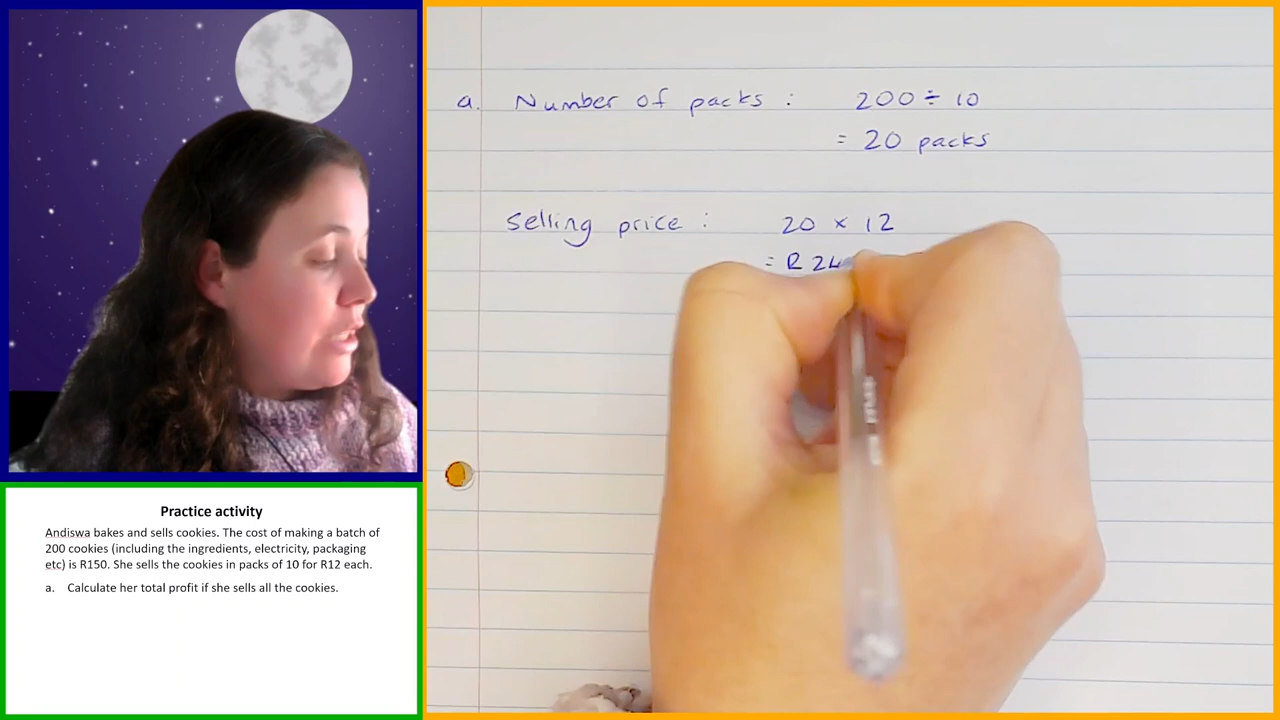 a. Number of packs : 200 ÷ 10
= 20 packs
Selling price : 20 x 12
= R 24
Practice activity
Andiswa bakes and sells cookies. The cost of making a batch of
200 cookies (including the ingredients, electricity, packaging
etc) is R150. She sells the cookies in packs of 10 for R12 each.
a. Calculate her total profit if she sells all the cookies.